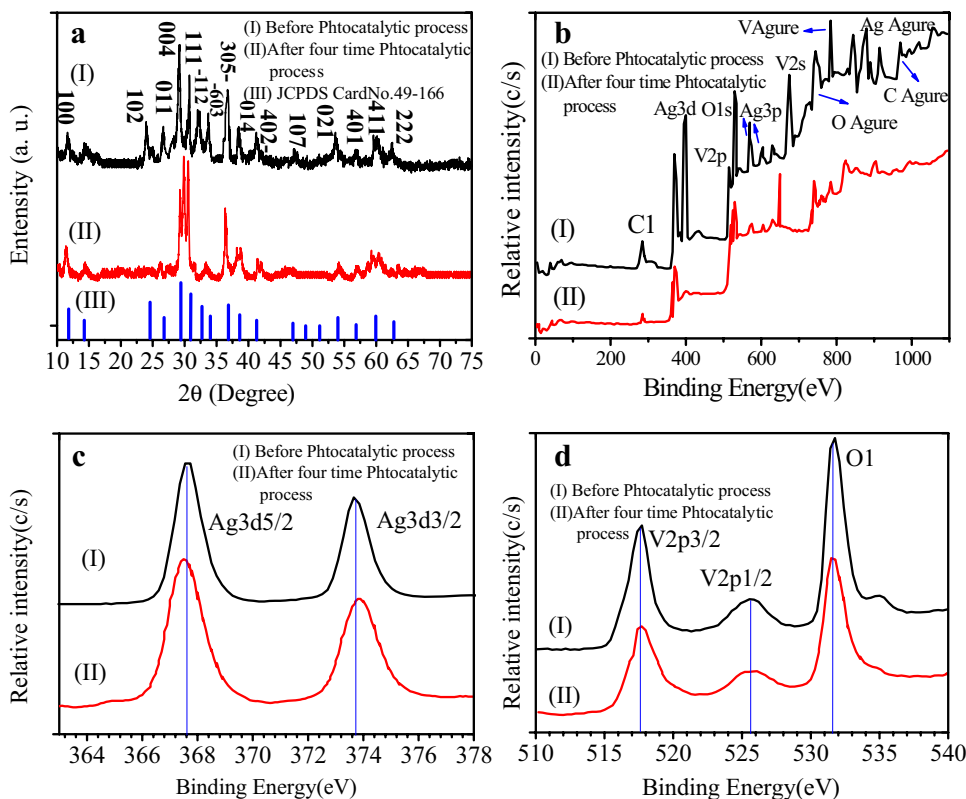 a
(I) Before Phtocatalytic process
(II)After four time Phtocatalytic
process
(III) JCPDS CardNo.49-166
(I)
(II)
(III)
100
102
011
004
111
-112
-603
305-
014
-402-
107
021
401
411
222
Entensity (a. u.)
10 15 20 25 30 35 40 45 50 55 60 65 70 75
2θ (Degree)
b
(I) Before Phtocatalytic process
(II)After four time Phtocatalytic
process
VAgure
Ag Agure
V2s
C Agure
O Agure
Ag3d O1s Ag3p
V2p
C1
(I)
(II)
Relative intensity(c/s)
0 200 400 600 800 1000
Binding Energy(eV)
c
(I) Before Phtocatalytic process
(II)After four time Phtocatalytic
process
Ag3d5/2
Ag3d3/2
(I)
(II)
Relative intensity(c/s)
364 366 368 370 372 374 376 378
Binding Energy(eV)
d
O1
(I) Before Phtocatalytic process
(II)After four time Phtocatalytic
process
V2p3/2
V2p1/2
(I)
(II)
Relative intensity(c/s)
510 515 520 525 530 535 540
Binding Energy(eV)